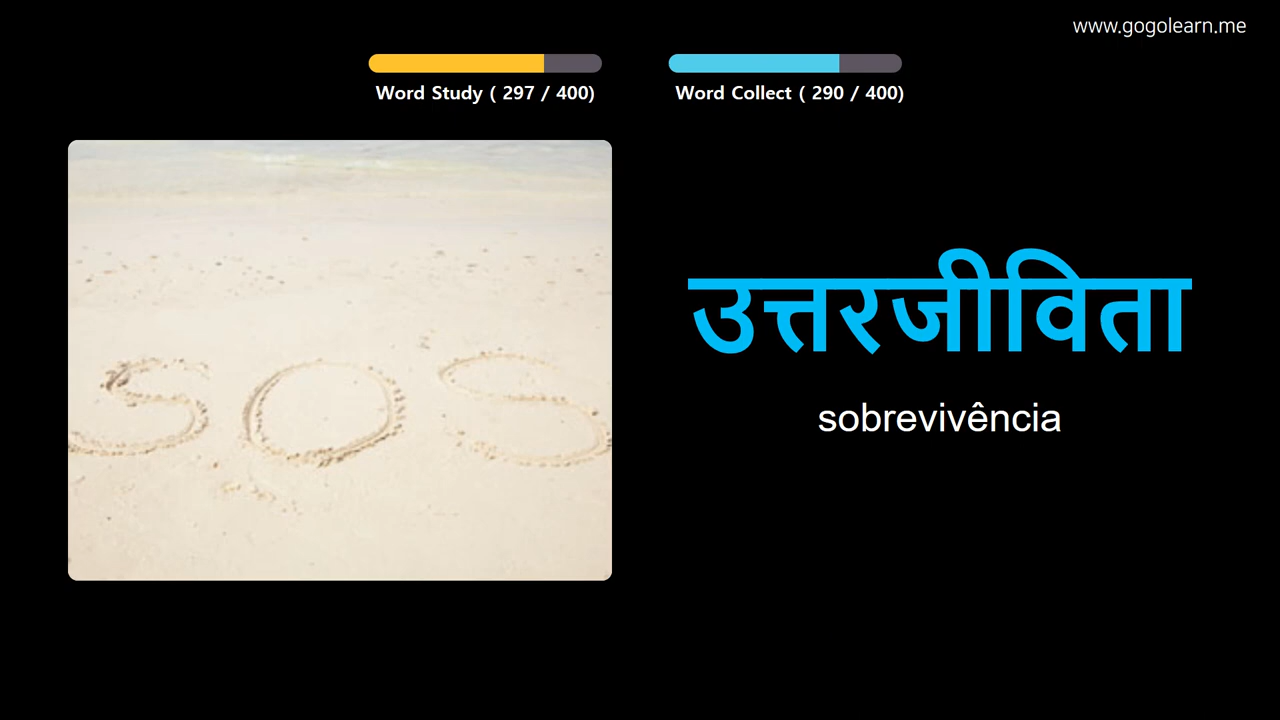 www.gogolearn.me
Word Study ( 297 / 400)
Word Collect ( 290 / 400)
SOS
उत्तरजीविता
sobrevivência